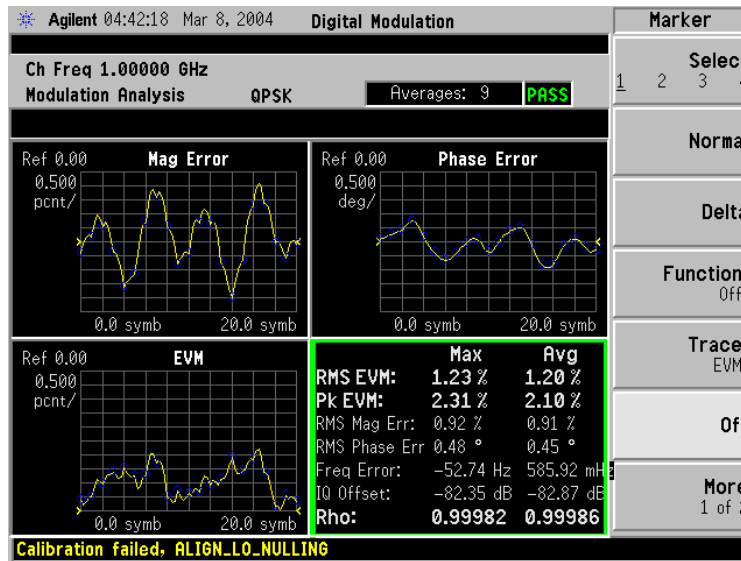 Agilent 04:42:18 Mar 8, 2004 Digital Modulation
Marker
Ch Freq 1.00000 GHz
Modulation Analysis QPSK
Averages: 9 PASS
Ref 0.00 Mag Error
0.500
pcnt/
0.0 symb 20.0 symb
Ref 0.00 Phase Error
0.500
deg/
0.0 symb 20.0 symb
Ref 0.00 EVM
0.500
pcnt/
0.0 symb 20.0 symb
Max Avg
RMS EVM: 1.23 % 1.20 %
Pk EVM: 2.31 % 2.10 %
RMS Mag Err: 0.92 % 0.91 %
RMS Phase Err 0.48 ° 0.45 °
Freq Error: -52.74 Hz 585.92 mHz
IQ Offset: -82.35 dB -82.87 dB
Rho: 0.99982 0.99986
Selec
1 2 3
Norma
Delta
Function
Off
Trace
EVM
Of
More
1 of
Calibration failed, ALIGN_LO_NULLING